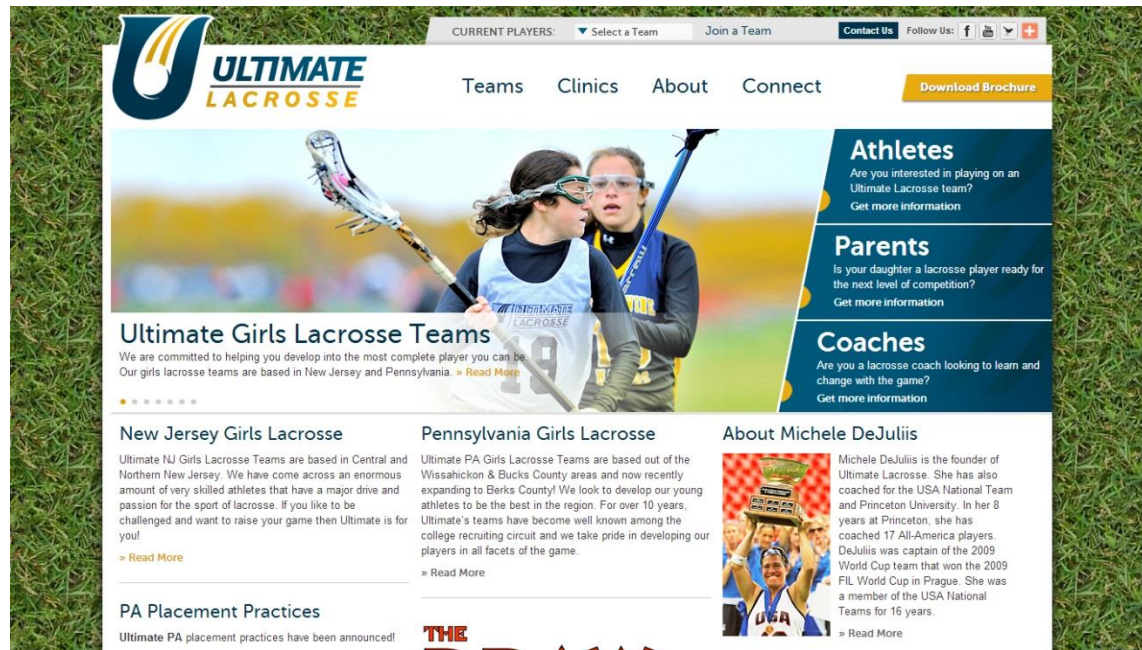 CURRENT PLAYERS: Select a Team Join a Team Contact Us Follow Us:
ULTIMATE
LACROSSE
Teams Clinics About Connect
Download Brochure
Athletes
Are you interested in playing on an
Ultimate Lacrosse team?
Get more information
Parents
Is your daughter a lacrosse player ready for
the next level of competition?
Get more information
Coaches
Are you a lacrosse coach looking to learn and
change with the game?
Get more information
ULTIMATE
LACROSSE
19
Ultimate Girls Lacrosse Teams
We are committed to helping you develop into the most complete player you can be.
Our girls lacrosse teams are based in New Jersey and Pennsylvania. » Read More
New Jersey Girls Lacrosse
Ultimate NJ Girls Lacrosse Teams are based in Central and
Northern New Jersey. We have come across an enormous
amount of very skilled athletes that have a major drive and
passion for the sport of lacrosse. If you like to be
challenged and want to raise your game then Ultimate is for
you!
» Read More
PA Placement Practices
Ultimate PA placement practices have been announced!
Pennsylvania Girls Lacrosse
Ultimate PA Girls Lacrosse Teams are based out of the
Wissahickon & Bucks County areas and now recently
expanding to Berks County! We look to develop our young
athletes to be the best in the region. For over 10 years,
Ultimate's teams have become well known among the
college recruiting circuit and we take pride in developing our
players in all facets of the game.
» Read More
THE
About Michele DeJuliis
Michele DeJuliis is the founder of
Ultimate Lacrosse. She has also
coached for the USA National Team
and Princeton University. In her 8
years at Princeton, she has
coached 17 All-America players.
DeJuliis was captain of the 2009
World Cup team that won the 2009
FIL World Cup in Prague. She was
a member of the USA National
Teams for 16 years.
» Read More
USA